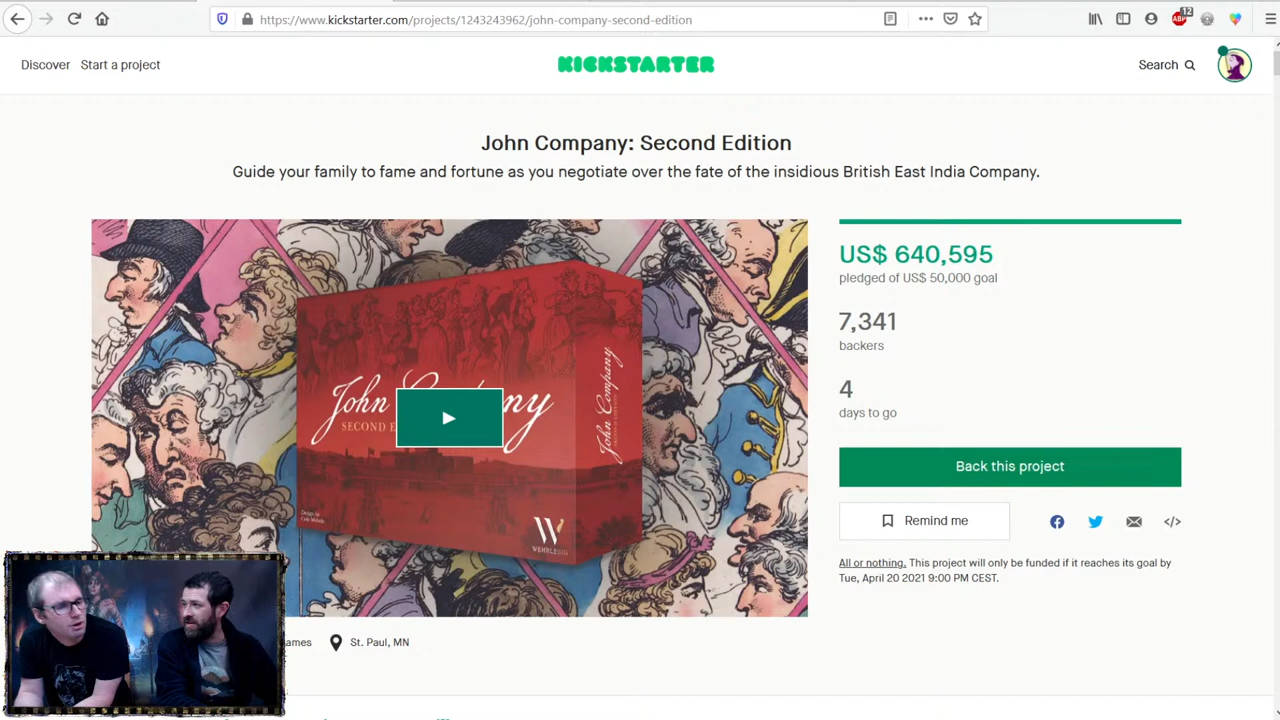 https://www.kickstarter.com/projects/1243243962/john-company-second-edition
12
Discover Start a project
KICKSTARTER
Search
John Company: Second Edition
Guide your family to fame and fortune as you negotiate over the fate of the insidious British East India Company.
US$ 640,595
pledged of US$ 50,000 goal
7,341
backers
4
days to go
Back this project
Remind me
All or nothing. This project will only be funded if it reaches its goal by
Tue, April 20 2021 9:00 PM CEST.
John ny
SECOND E
John Company
W
WEHRLEGIG
ames
St. Paul, MN